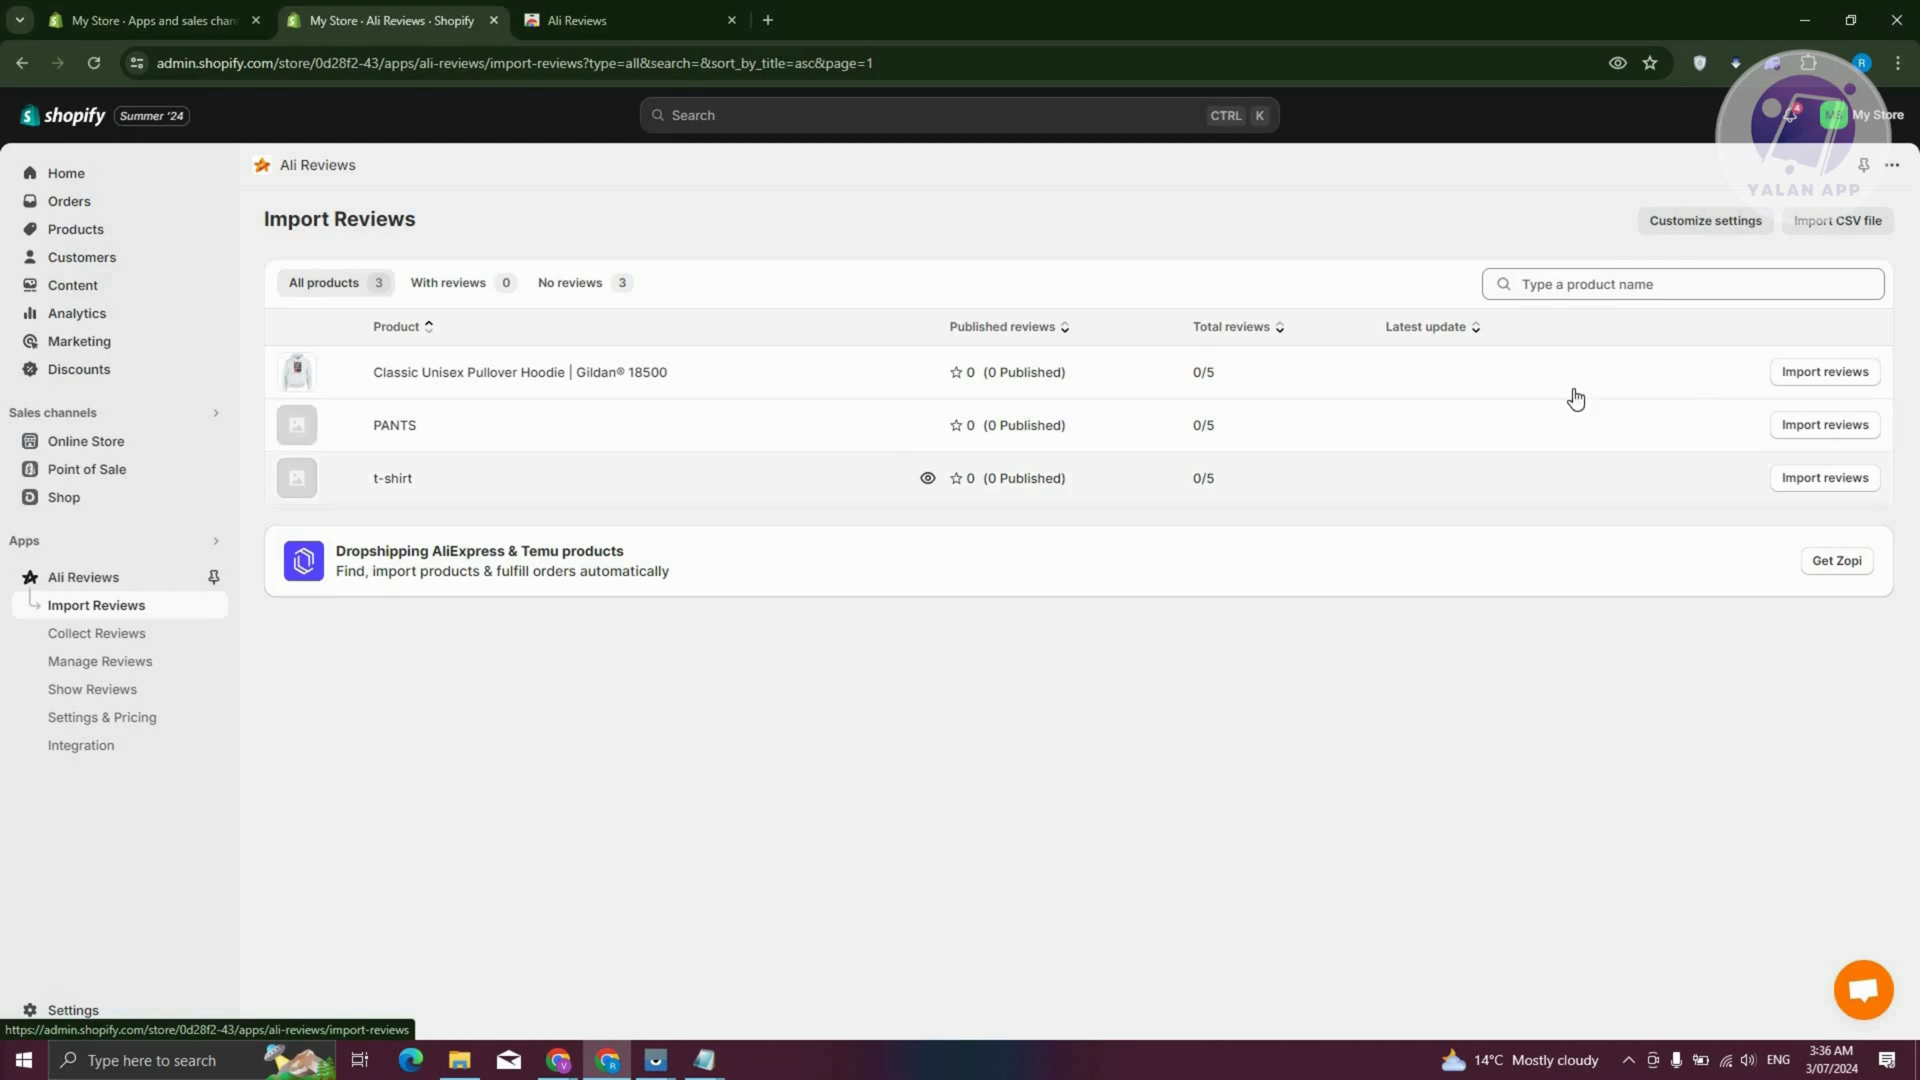 My Store · Apps and sales chan
My Store · Ali Reviews · Shopify
Ali Reviews
admin.shopify.com/store/0d28f2-43/apps/ali-reviews/import-reviews?type=all&search=&sort_by_title=asc&page=1
R
shopify
Summer '24
Search
CTRL K
4
MS
My Store
YALAN APP
Home
Orders
Products
Customers
Content
Analytics
Marketing
Discounts
Sales channels
Online Store
Point of Sale
Shop
Apps
Ali Reviews
Import Reviews
Collect Reviews
Manage Reviews
Show Reviews
Settings & Pricing
Integration
Settings
Ali Reviews
Import Reviews
Customize settings
Import CSV file
All products 3
With reviews 0
No reviews 3
Type a product name
Product
Published reviews
Total reviews
Latest update
Classic Unisex Pullover Hoodie | Gildan® 18500
0 (0 Published)
0/5
Import reviews
PANTS
0 (0 Published)
0/5
Import reviews
t-shirt
0 (0 Published)
0/5
Import reviews
Dropshipping AliExpress & Temu products
Find, import products & fulfill orders automatically
Get Zopi
https://admin.shopify.com/store/0d28f2-43/apps/ali-reviews/import-reviews
Type here to search
14°C Mostly cloudy
ENG
3:36 AM
3/07/2024